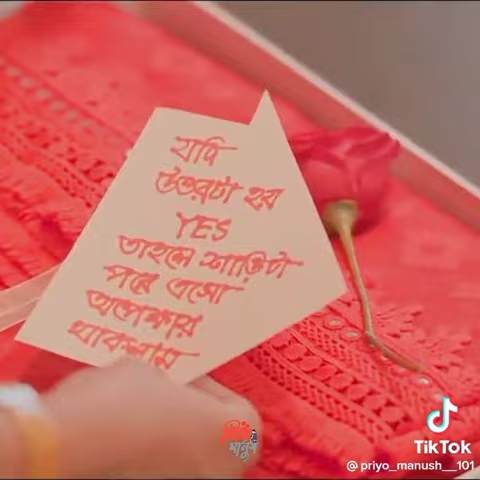 যদি
উত্তরটা হয়
YES
তাহলে শাড়িটা
পরে এসো
অপেক্ষায়
থাকলাম
প্রিয় মানুষ
TikTok
@ priyo_manush__101